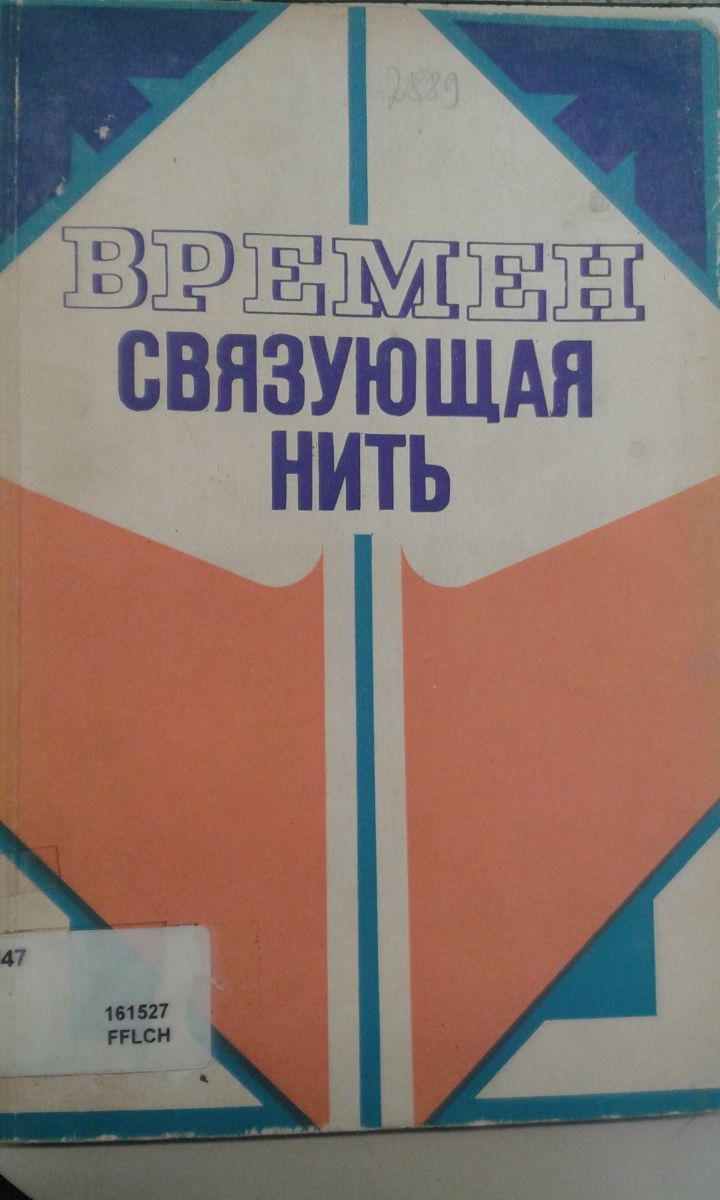 2889
ВРЕМЕН
СВЯЗУЮЩАЯ
НИТЬ
47
161527
FFLCH